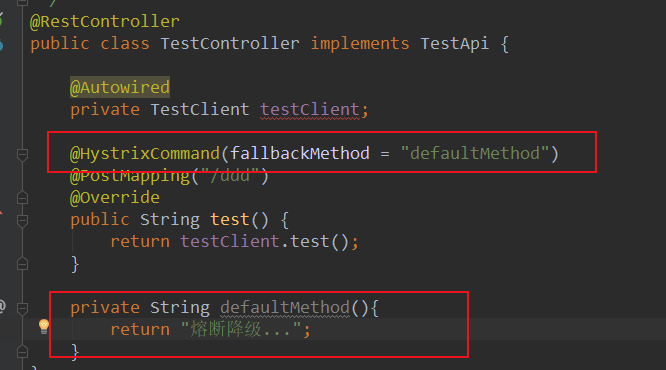 @RestController
public class TestController implements TestApi {
@Autowired
private TestClient testClient;
@HystrixCommand(fallbackMethod = "defaultMethod")
@PostMapping("/ddd")
@Override
public String test() {
return testClient.test();
}
private String defaultMethod(){
return "熔断降级...";
}